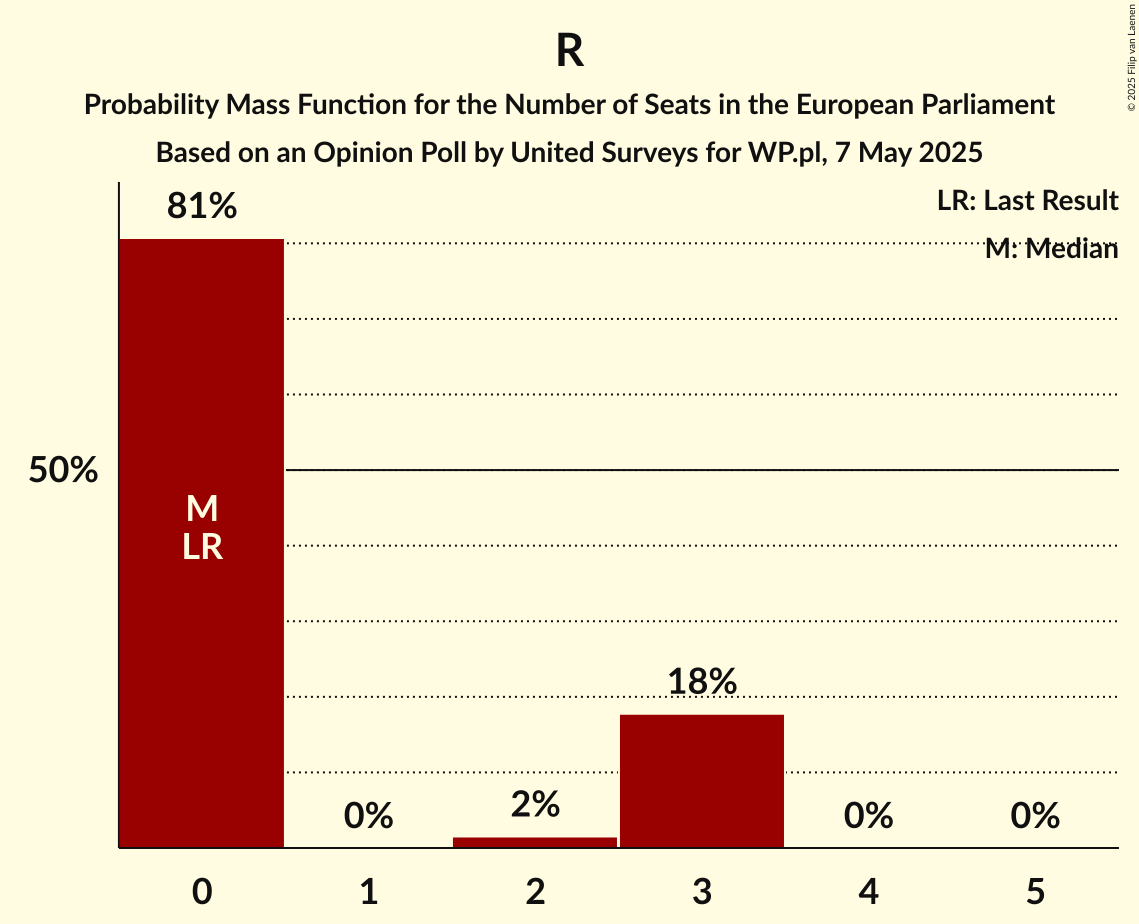 R
Probability Mass Function for the Number of Seats in the European Parliament
Based on an Opinion Poll by United Surveys for WP.pl, 7 May 2025
© 2025 Filip van Laenen
LR: Last Result
M: Median
81%
50%
M
LR
0%
2%
18%
0%
0%
0
1
2
3
4
5